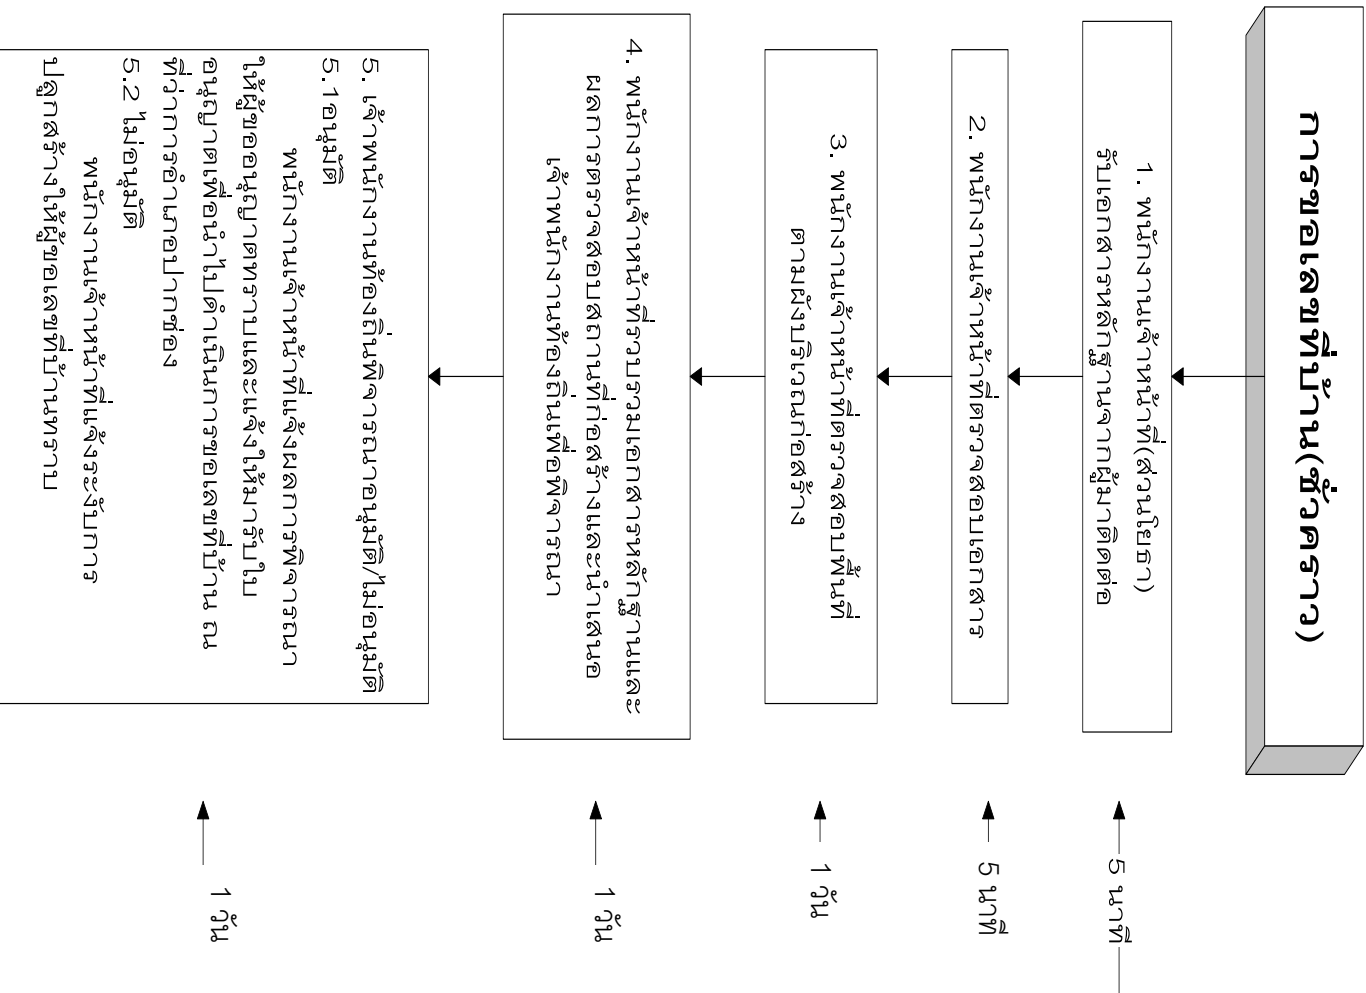 การขอเลขที่บ้าน(ชั่วคราว)
1. พนักงานเจ้าหน้าที่(ส่วนโยธา)
รับเอกสารหลักฐานจากผู้มาติดต่อ
5 นาที
2. พนักงานเจ้าหน้าที่ตรวจสอบเอกสาร
5 นาที
3. พนักงานเจ้าหน้าที่ตรวจสอบพื้นที่
ตามผังบริเวณก่อสร้าง
1 วัน
4. พนักงานเจ้าหน้าที่รวบรวมเอกสารหลักฐานและ
ผลการตรวจสอบสถานที่ก่อสร้างและนำเสนอ
เจ้าพนักงานท้องถิ่นเพื่อพิจารณา
1 วัน
5. เจ้าพนักงานท้องถิ่นพิจารณาอนุมัติ/ไม่อนุมัติ
5.1อนุมัติ
พนักงานเจ้าหน้าที่แจ้งผลการพิจารณา
ให้ผู้ขออนุญาตทราบและแจ้งให้มารับใบ
อนุญาตเพื่อนำไปดำเนินการขอเลขที่บ้าน ณ
ที่ว่าการอำเภอปากช่อง
5.2 ไม่อนุมัติ
พนักงานเจ้าหน้าที่แจ้งระงับการ
ปลูกสร้างให้ผู้ขอเลขที่บ้านทราบ
1 วัน